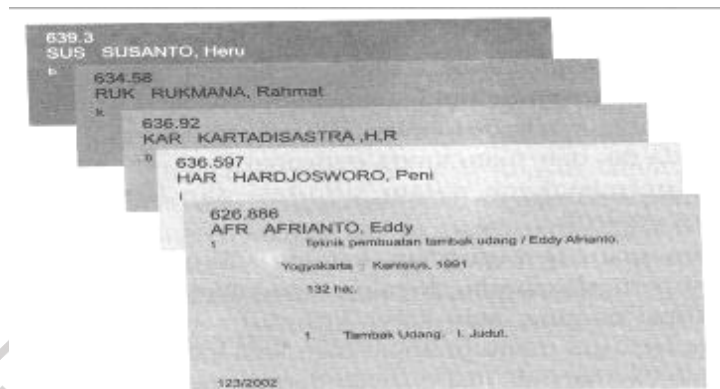 639.3
SUS SUSANTO, Heru
b
634.58
RUK RUKMANA, Rahmat
k
636.92
KAR KARTADISASTRA ,H.R
b
636.597
HAR HARDJOSWORO, Peni
i
626.886
AFR AFRIANTO, Eddy
t Teknik pembuatan tambak udang / Eddy Afrianto.
Yogyakarta : Kanisius, 1991
132 hal.
1. Tambak Udang. I. Judul.
123/2002